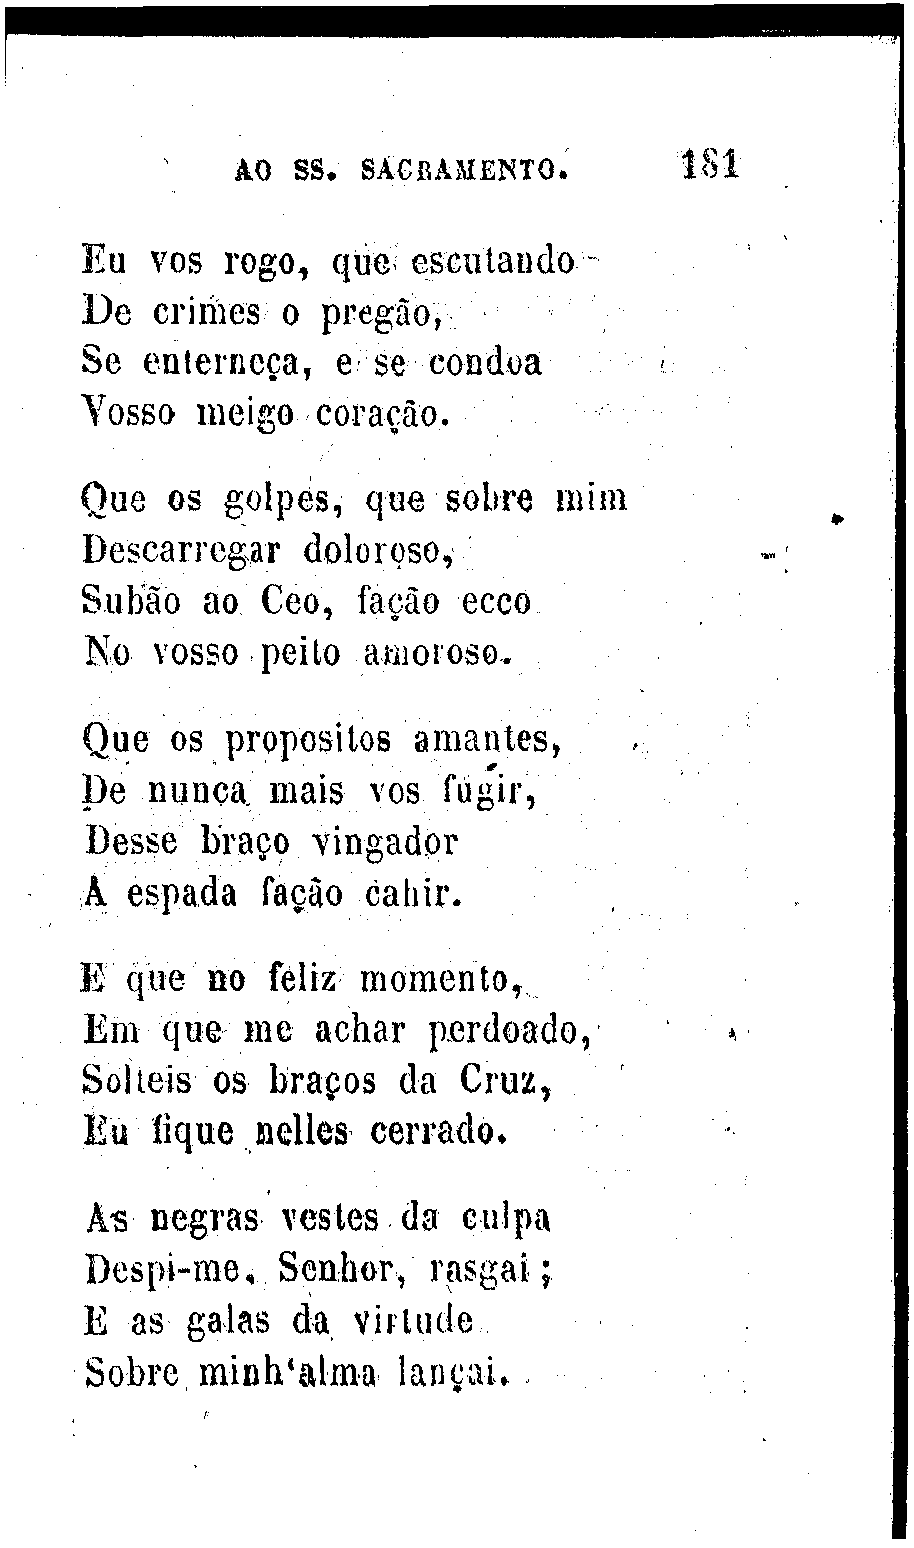 AO SS. SACRAMENTO. 181
Eu vos rogo, que escutando
De crimes o pregão,
Se enterneça, e se condoa
Vosso meigo coração.
Que os golpes, que sobre mim
Descarregar doloroso,
Subão ao Ceo, fação ecco
No vosso peito amoroso.
Que os propositos amantes,
De nunca mais vos fugir,
Desse braço vingador
A espada fação cahir.
E que no feliz momento,
Em que me achar perdoado,
Solteis os braços da Cruz,
Eu fique nelles cerrado.
As negras vestes da culpa
Despi-me, Senhor, rasgai;
E as galas da virtude
Sobre minh‘alma lançai.